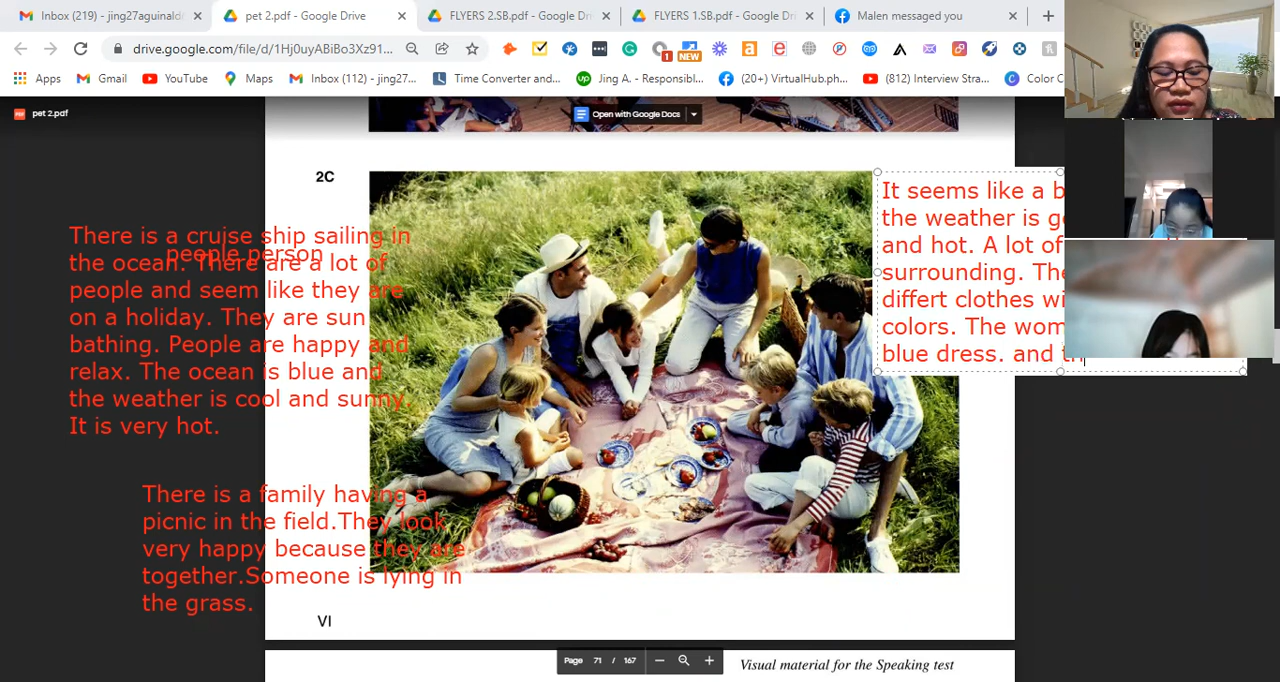 Inbox (219) - jing27aguinald
pet 2.pdf - Google Drive
FLYERS 2.SB.pdf - Google Dri
FLYERS 1.SB.pdf - Google Dri
Malen messaged you
drive.google.com/file/d/1Hj0uyABiBo3Xz91...
1
NEW
Apps
Gmail
YouTube
Maps
Inbox (112) - jing27...
Time Converter and...
Jing A. - Responsibl...
(20+) VirtualHub.ph...
(812) Interview Stra...
Color C
pet 2.pdf
Open with Google Docs
2C
people person
There is a cruise ship sailing in
the ocean. There are a lot of
people and seem like they are
on a holiday. They are sun
bathing. People are happy and
relax. The ocean is blue and
the weather is cool and sunny.
It is very hot.
There is a family having a
picnic in the field.They look
very happy because they are
together.Someone is lying in
the grass.
It seems like a b
the weather is g
and hot. A lot of
surrounding. The
differt clothes wi
colors. The wom
blue dress. and th
VI
Page 71 / 167
Visual material for the Speaking test